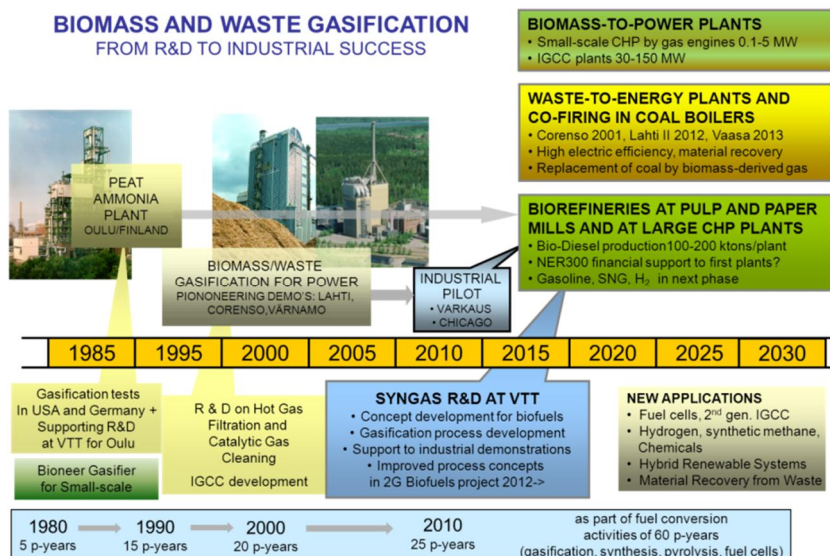 BIOMASS AND WASTE GASIFICATION
FROM R&D TO INDUSTRIAL SUCCESS
BIOMASS-TO-POWER PLANTS
• Small-scale CHP by gas engines 0.1-5 MW
• IGCC plants 30-150 MW
WASTE-TO-ENERGY PLANTS AND
CO-FIRING IN COAL BOILERS
• Corenso 2001, Lahti II 2012, Vaasa 2013
• High electric efficiency, material recovery
• Replacement of coal by biomass-derived gas
PEAT
AMMONIA
PLANT
OULU/FINLAND
BIOREFINERIES AT PULP AND PAPER
MILLS AND AT LARGE CHP PLANTS
• Bio-Diesel production100-200 ktons/plant
• NER300 financial support to first plants?
• Gasoline, SNG, H₂ in next phase
BIOMASS/WASTE
GASIFICATION FOR POWER
PIONONEERING DEMO'S: LAHTI,
CORENSO,VÄRNAMO
INDUSTRIAL
PILOT
• VARKAUS
• CHICAGO
1985 1995 2000 2005 2010 2015 2020 2025 2030
Gasification tests
In USA and Germany +
Supporting R&D
at VTT for Oulu
Bioneer Gasifier
for Small-scale
R & D on Hot Gas
Filtration and
Catalytic Gas
Cleaning
IGCC development
SYNGAS R&D AT VTT
• Concept development for biofuels
• Gasification process development
• Support to industrial demonstrations
• Improved process concepts
in 2G Biofuels project 2012->
NEW APPLICATIONS
• Fuel cells, 2nd gen. IGCC
• Hydrogen, synthetic methane,
Chemicals
• Hybrid Renewable Systems
• Material Recovery from Waste
1980 1990 2000 2010
5 p-years 15 p-years 20 p-years 25 p-years
as part of fuel conversion
activities of 60 p-years
(gasification, synthesis, pyrolysis, fuel cells)